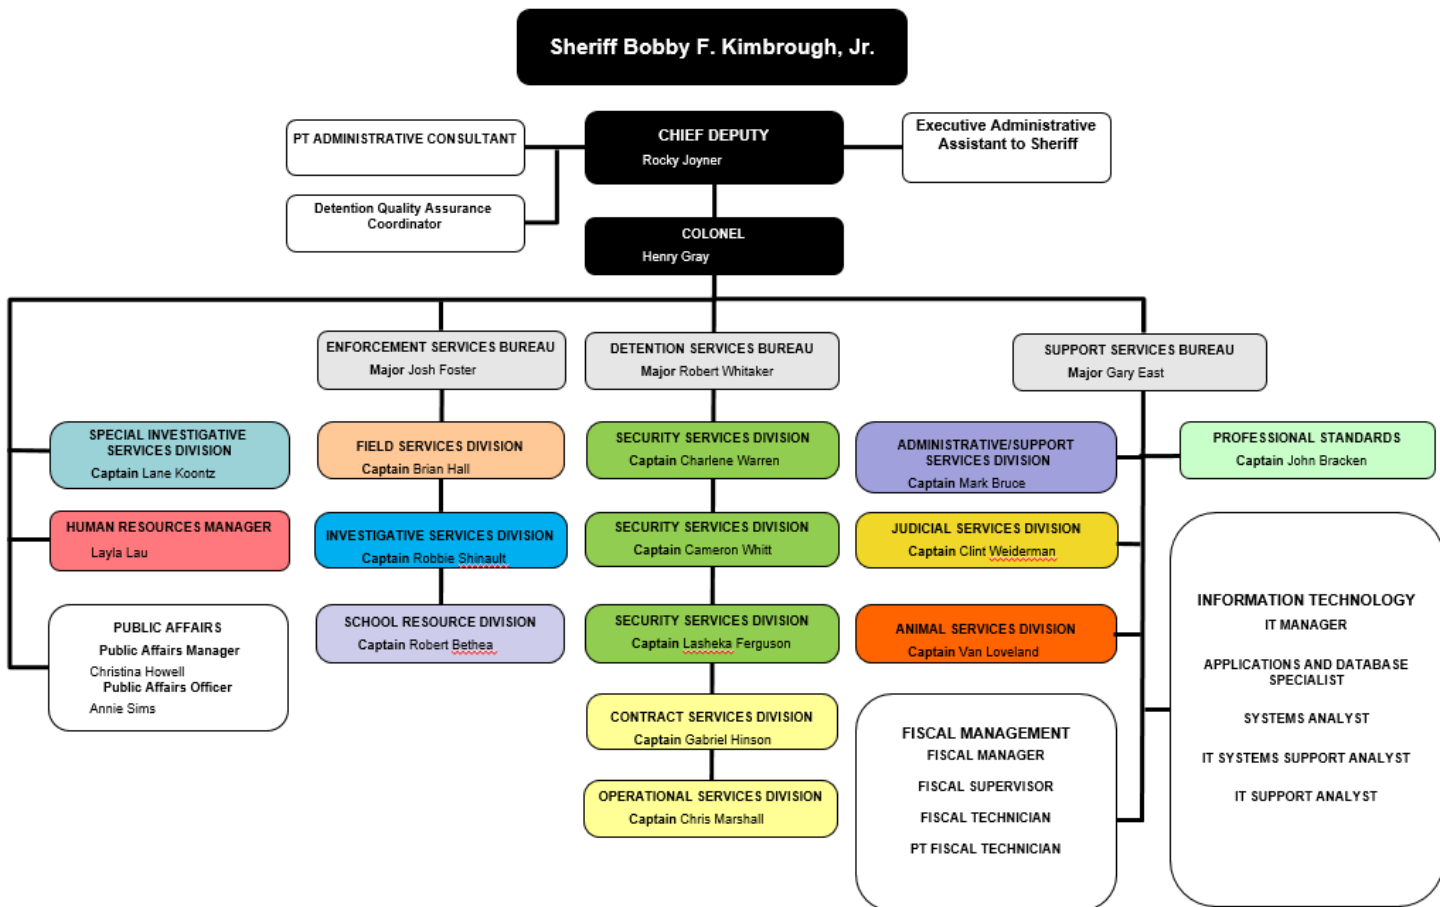 Sheriff Bobby F. Kimbrough, Jr.
PT ADMINISTRATIVE CONSULTANT
CHIEF DEPUTY
Rocky Joyner
Executive Administrative
Assistant to Sheriff
Detention Quality Assurance
Coordinator
COLONEL
Henry Gray
ENFORCEMENT SERVICES BUREAU
Major Josh Foster
DETENTION SERVICES BUREAU
Major Robert Whitaker
SUPPORT SERVICES BUREAU
Major Gary East
SPECIAL INVESTIGATIVE
SERVICES DIVISION
Captain Lane Koontz
FIELD SERVICES DIVISION
Captain Brian Hall
SECURITY SERVICES DIVISION
Captain Charlene Warren
ADMINISTRATIVE/SUPPORT
SERVICES DIVISION
Captain Mark Bruce
PROFESSIONAL STANDARDS
Captain John Bracken
HUMAN RESOURCES MANAGER
Layla Lau
INVESTIGATIVE SERVICES DIVISION
Captain Robbie Shinault
SECURITY SERVICES DIVISION
Captain Cameron Whitt
JUDICIAL SERVICES DIVISION
Captain Clint Weiderman
PUBLIC AFFAIRS
Public Affairs Manager
Christina Howell
Public Affairs Officer
Annie Sims
SCHOOL RESOURCE DIVISION
Captain Robert Bethea
SECURITY SERVICES DIVISION
Captain Lasheka Ferguson
ANIMAL SERVICES DIVISION
Captain Van Loveland
INFORMATION TECHNOLOGY
IT MANAGER
APPLICATIONS AND DATABASE
SPECIALIST
SYSTEMS ANALYST
IT SYSTEMS SUPPORT ANALYST
IT SUPPORT ANALYST
CONTRACT SERVICES DIVISION
Captain Gabriel Hinson
FISCAL MANAGEMENT
FISCAL MANAGER
FISCAL SUPERVISOR
FISCAL TECHNICIAN
PT FISCAL TECHNICIAN
OPERATIONAL SERVICES DIVISION
Captain Chris Marshall